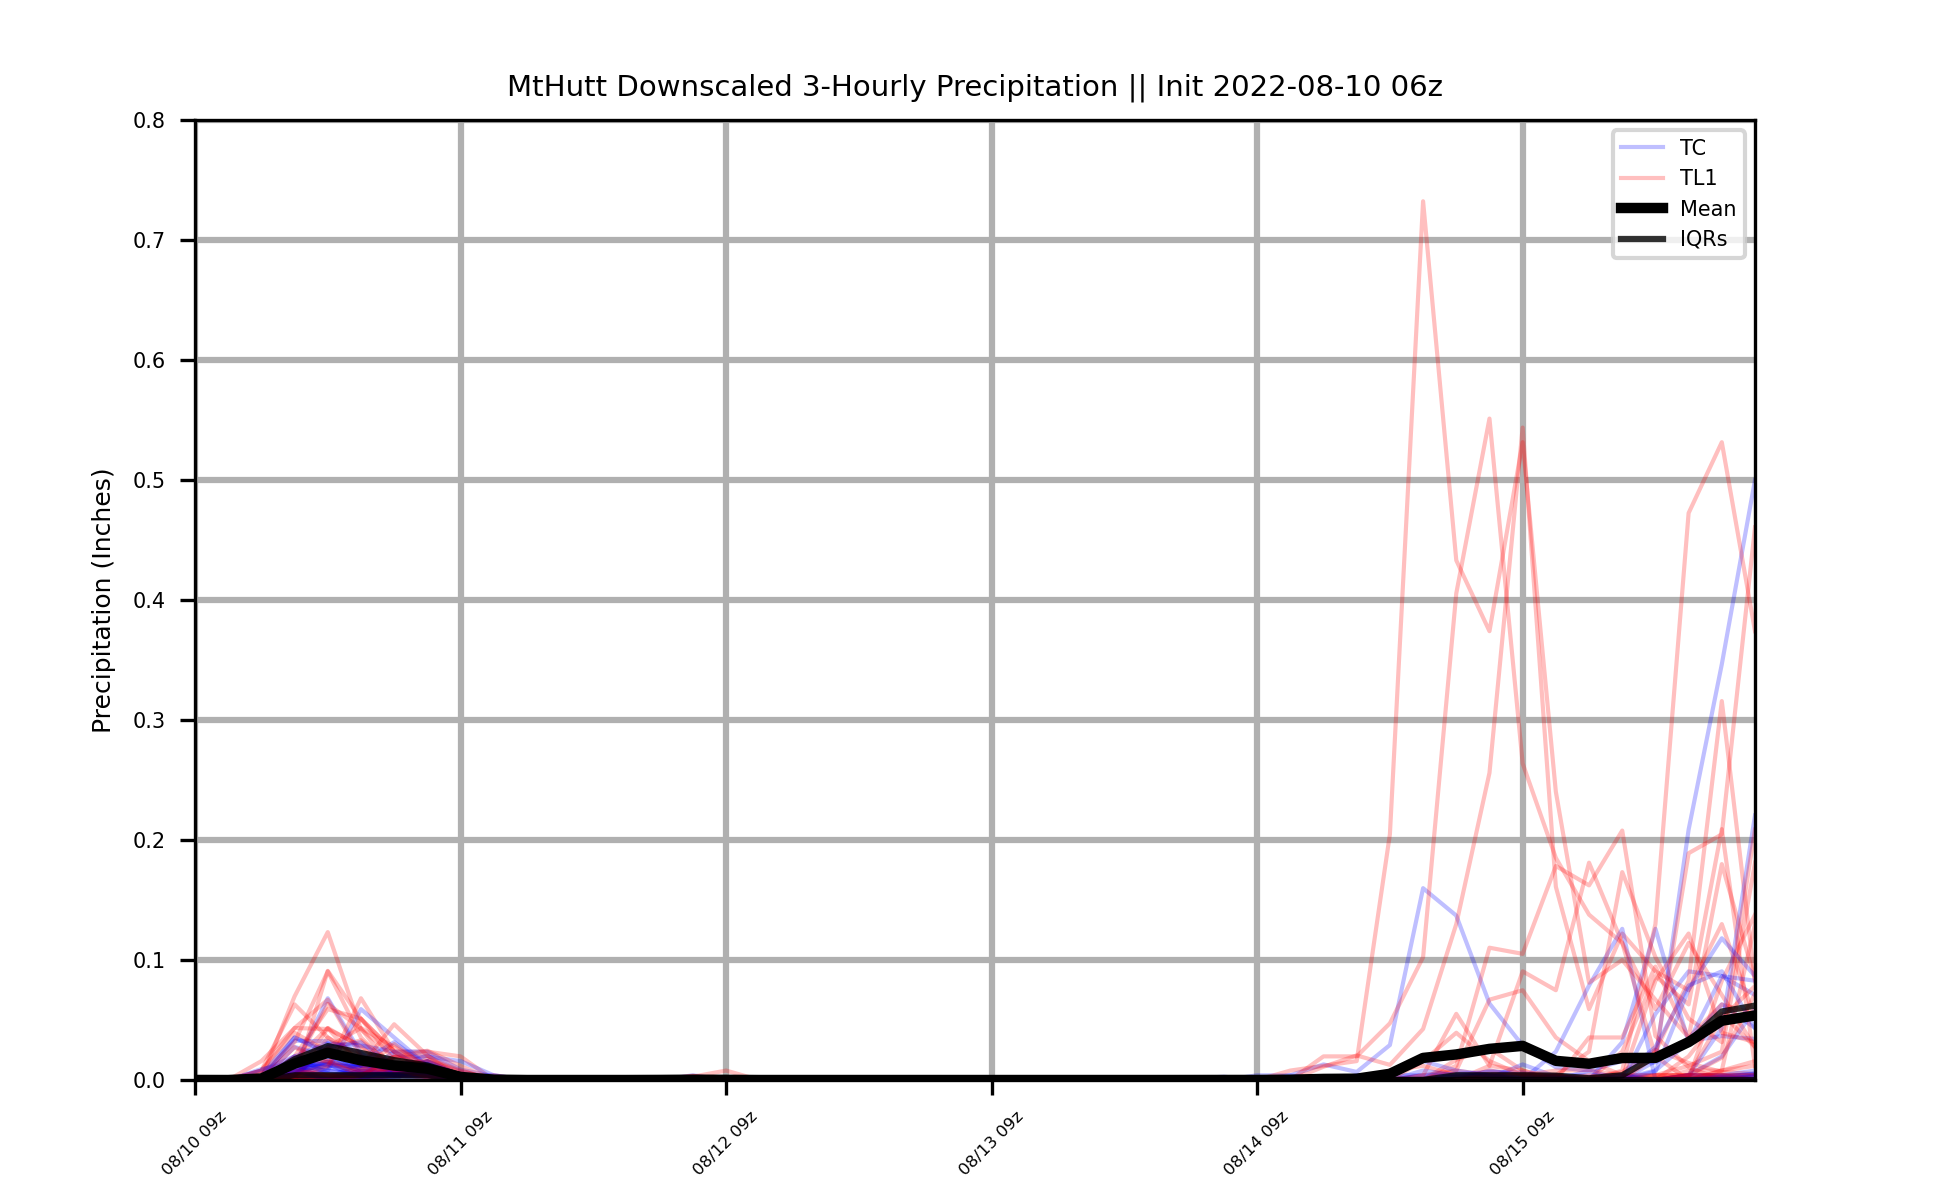 MtHutt Downscaled 3-Hourly Precipitation || Init 2022-08-10 06z
0.8
0.7
0.6
0.5
0.4
0.3
0.2
0.1
0.0
Precipitation (Inches)
TC
TL1
Mean
IQRs
08/10 09z
08/11 09z
08/12 09z
08/13 09z
08/14 09z
08/15 09z